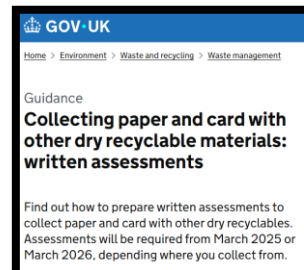 GOV·UK
Home > Environment > Waste and recycling > Waste management
Guidance
Collecting paper and card with
other dry recyclable materials:
written assessments
Find out how to prepare written assessments to
collect paper and card with other dry recyclables.
Assessments will be required from March 2025 or
March 2026, depending where you collect from.